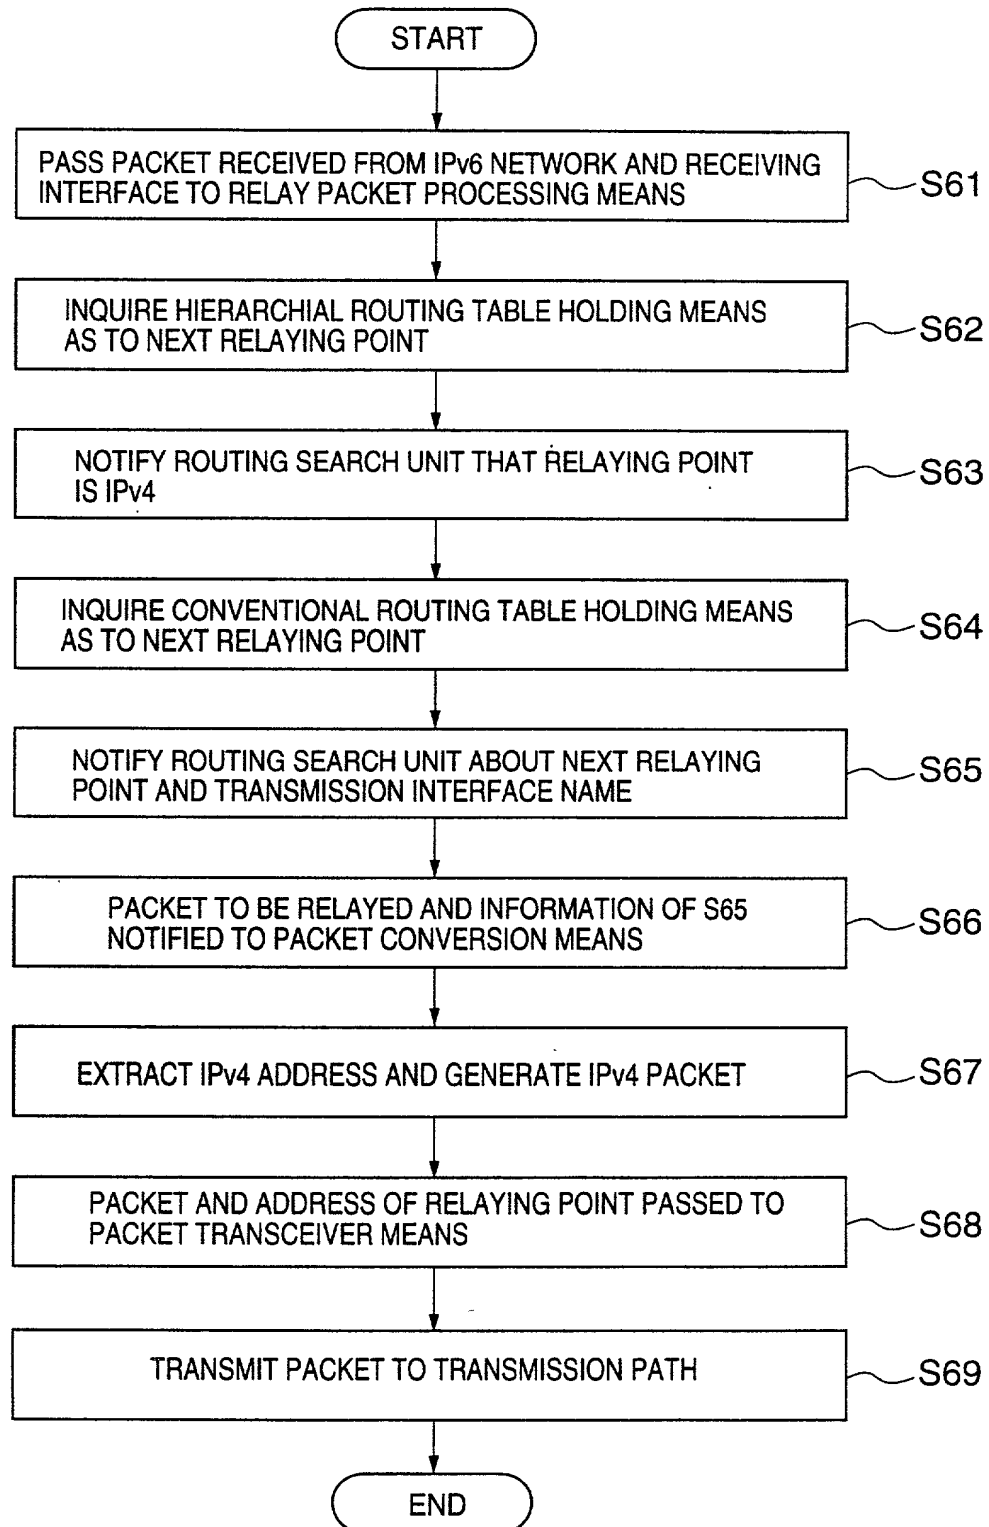 START
PASS PACKET RECEIVED FROM IPv6 NETWORK AND RECEIVING
INTERFACE TO RELAY PACKET PROCESSING MEANS
S61
INQUIRE HIERARCHIAL ROUTING TABLE HOLDING MEANS
AS TO NEXT RELAYING POINT
S62
NOTIFY ROUTING SEARCH UNIT THAT RELAYING POINT
IS IPv4
S63
INQUIRE CONVENTIONAL ROUTING TABLE HOLDING MEANS
AS TO NEXT RELAYING POINT
S64
NOTIFY ROUTING SEARCH UNIT ABOUT NEXT RELAYING
POINT AND TRANSMISSION INTERFACE NAME
S65
PACKET TO BE RELAYED AND INFORMATION OF S65
NOTIFIED TO PACKET CONVERSION MEANS
S66
EXTRACT IPv4 ADDRESS AND GENERATE IPv4 PACKET
S67
PACKET AND ADDRESS OF RELAYING POINT PASSED TO
PACKET TRANSCEIVER MEANS
S68
TRANSMIT PACKET TO TRANSMISSION PATH
S69
END